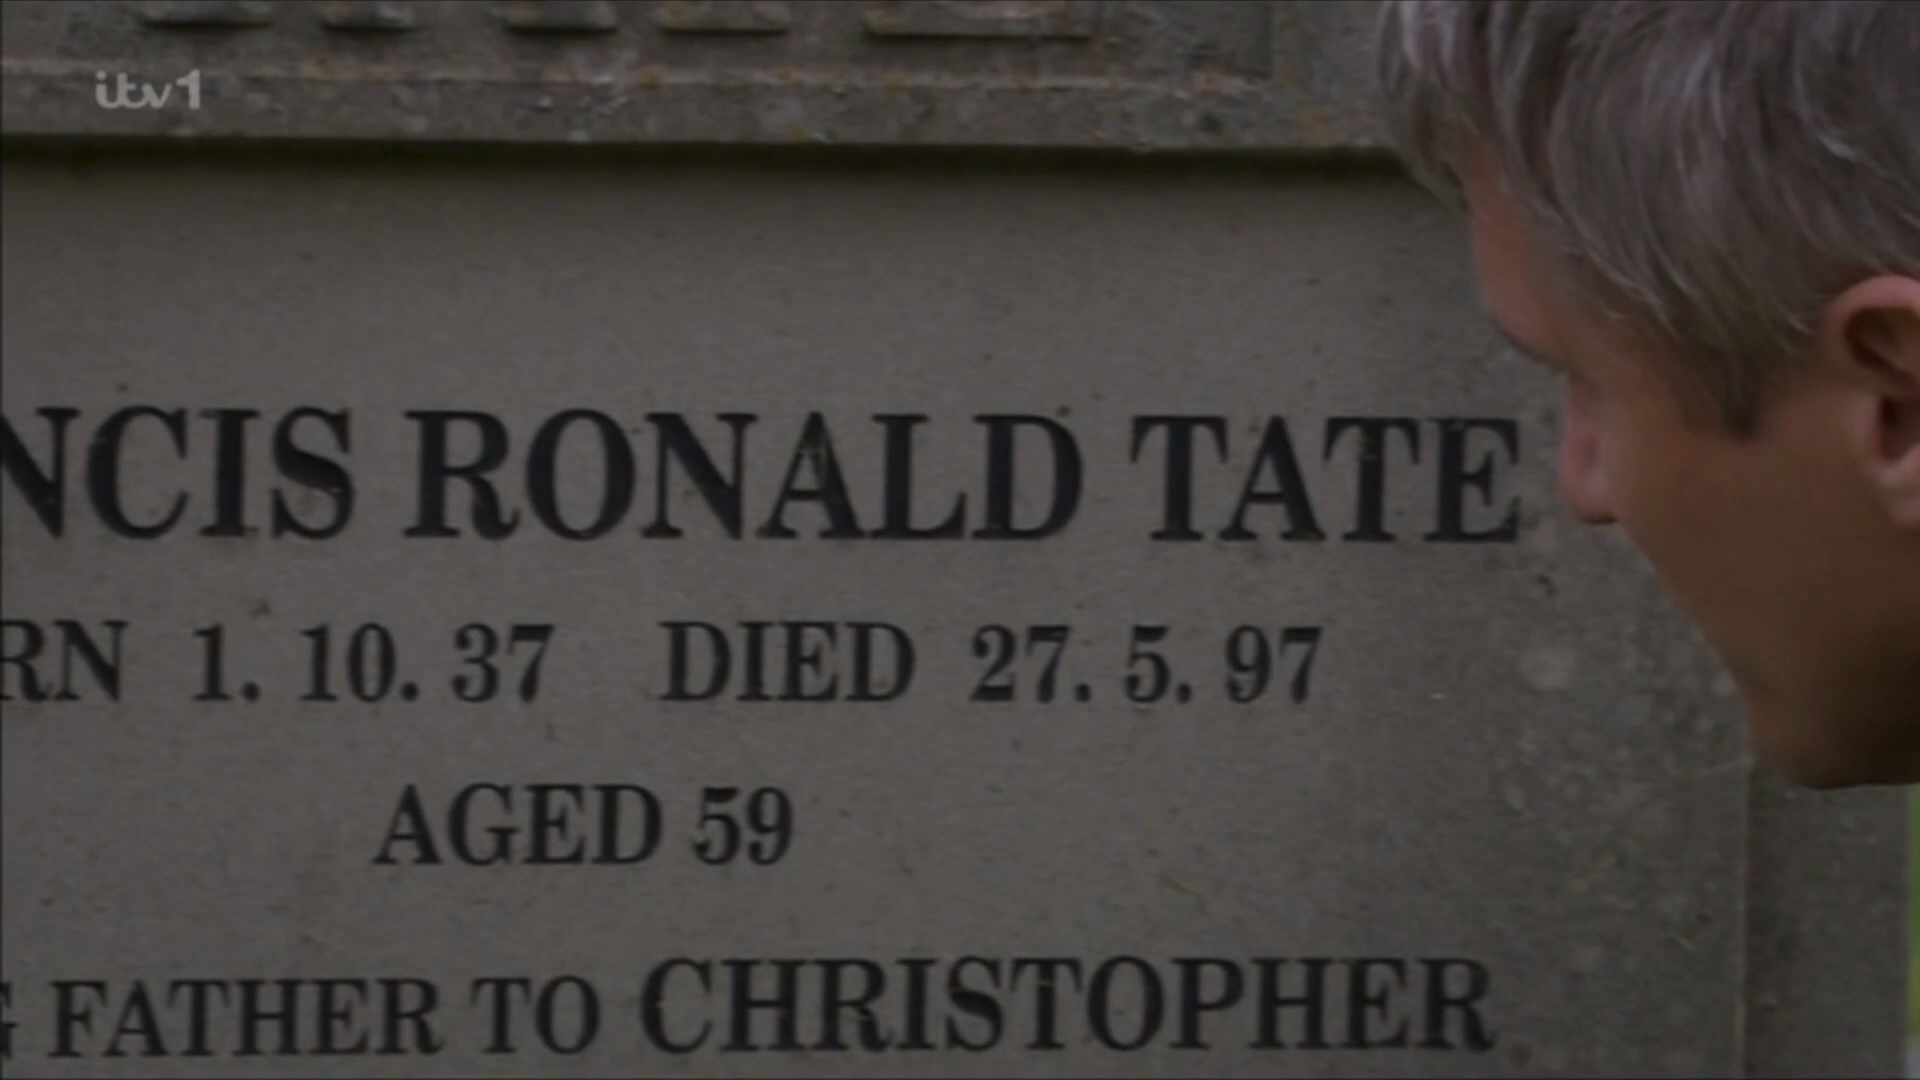 itv1
NCIS RONALD TATE
RN 1. 10. 37 DIED 27. 5. 97
AGED 59
FATHER TO CHRISTOPHER